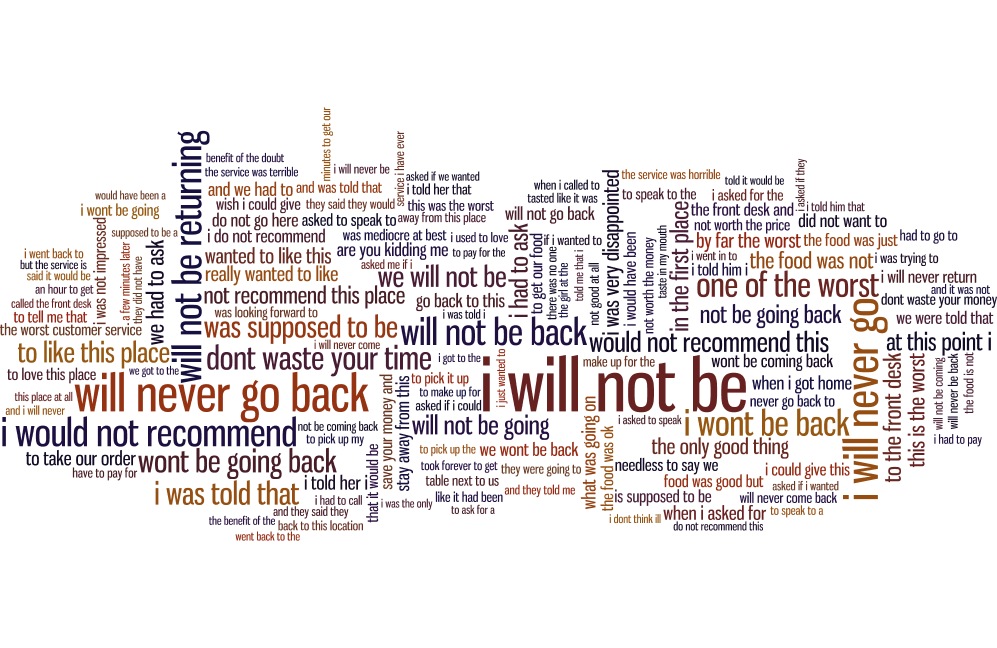 minutes to get our
service i have ever
will not be returning
benefit of the doubt
the service was terrible
i will never be
asked if we wanted
i told her that
and we had to
and was told that
would have been a
i wont be going
wish i could give
they said they would
this was the worst
do not go here
asked to speak to
away from this place
when i called to
tasted like it was
will not go back
the service was horrible
told it would be
i asked if they
to speak to the
i asked for the
i told him that
the front desk and
not worth the price
did not want to
i was not impressed
supposed to be a
a few minutes later
they did not have
we had to ask
i do not recommend
was mediocre at best
i used to love
wanted to like this
are you kidding me
to pay for the
really wanted to like
asked me if i
we will not be
i had to ask
to get our food
if i wanted to
there was no one
the girl at the
told me that i
not good at all
i was very disappointed
i would have been
not worth the money
taste in my mouth
in the first place
by far the worst
the food was just
had to go to
i went in to
i told him i
the food was not
i was trying to
i went back to
but the service is
said it would be
an hour to get
called the front desk
to tell me that
the worst customer service
not recommend this place
go back to this
one of the worst
i will never return
and it was not
dont waste your money
was looking forward to
i was told i
was supposed to be
will not be back
not be going back
we were told that
i will never come
would not recommend this
at this point i
to like this place
dont waste your time
i got to the
i just wanted to
make up for the
wont be coming back
i will never go
to the front desk
this is the worst
will not be coming
will never be back
the food is not
to love this place
we got to the
will never go back
save your money and
stay away from this
to pick it up
to make up for
asked if i could
i will not be
when i got home
never go back to
this place at all
and i will never
i would not recommend
not be coming back
to pick up my
will not be going
what was going on
the food was ok
i asked to speak
i wont be back
i had to pay
to take our order
wont be going back
to pick up the
we wont be back
the only good thing
have to pay for
that it would be
took forever to get
they were going to
needless to say we
i could give this
i was told that
i told her i
table next to us
food was good but
asked if i wanted
i had to call
i was the only
like it had been
and they told me
is supposed to be
will never come back
and they said they
to ask for a
i dont think ill
when i asked for
to speak to a
the benefit of the
back to this location
do not recommend this
went back to the